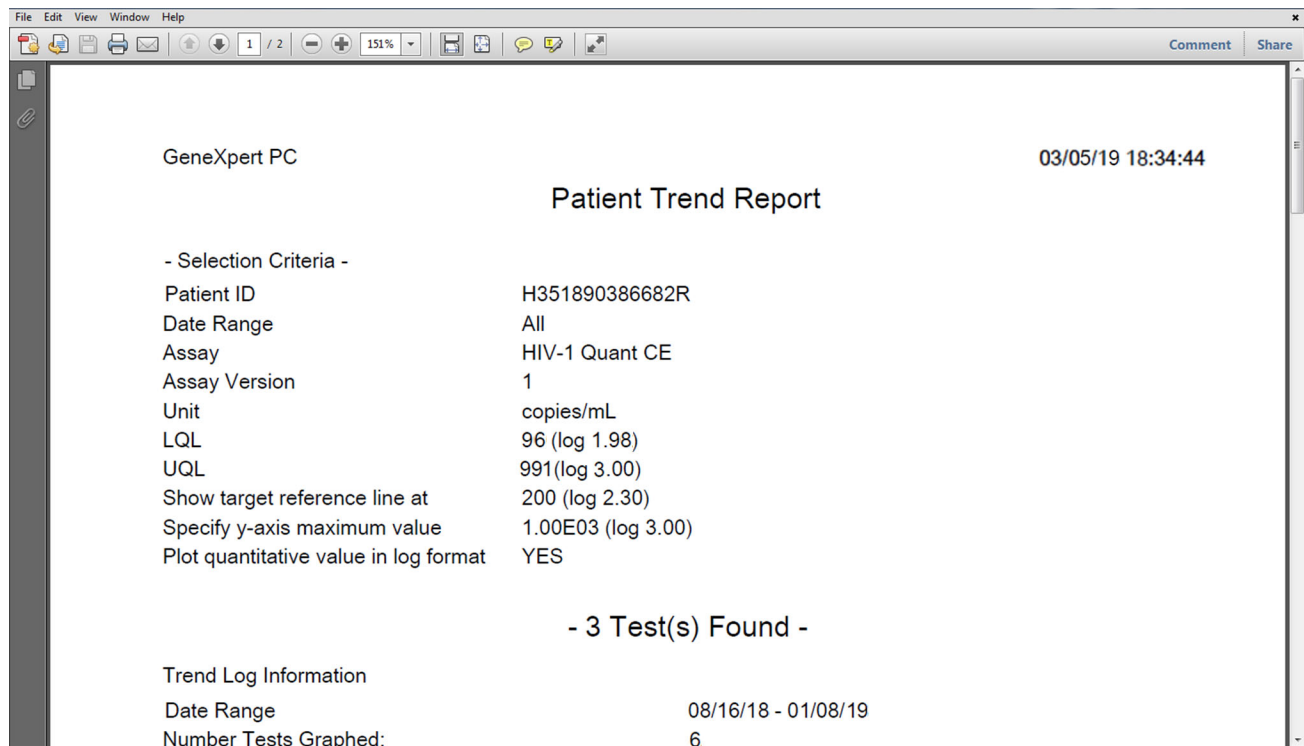 File Edit View Window Help
1 / 2 151% Comment Share
GeneXpert PC 03/05/19 18:34:44
Patient Trend Report
- Selection Criteria -
Patient ID H351890386682R
Date Range All
Assay HIV-1 Quant CE
Assay Version 1
Unit copies/mL
LQL 96 (log 1.98)
UQL 991(log 3.00)
Show target reference line at 200 (log 2.30)
Specify y-axis maximum value 1.00E03 (log 3.00)
Plot quantitative value in log format YES
- 3 Test(s) Found -
Trend Log Information
Date Range 08/16/18 - 01/08/19
Number Tests Graphed: 6